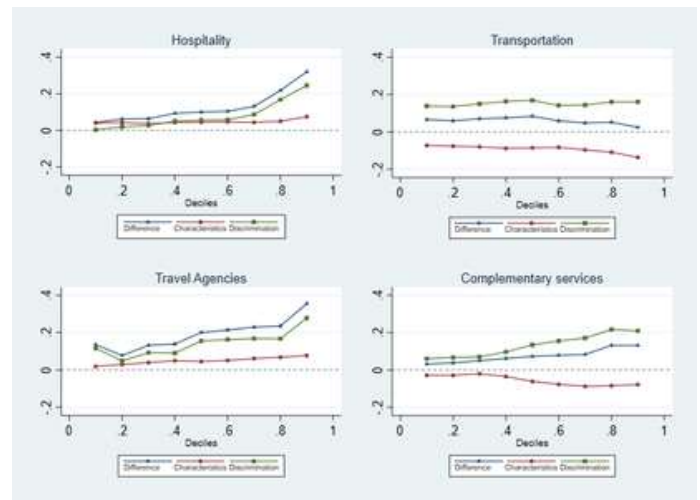 Hospitality
.4
.2
0
-.2
0 .2 .4 .6 .8 1
Deciles
Difference Characteristics Discrimination
Transportation
.4
.2
0
-.2
0 .2 .4 .6 .8 1
Deciles
Difference Characteristics Discrimination
Travel Agencies
.4
.2
0
-.2
0 .2 .4 .6 .8 1
Deciles
Difference Characteristics Discrimination
Complementary services
.4
.2
0
-.2
0 .2 .4 .6 .8 1
Deciles
Difference Characteristics Discrimination